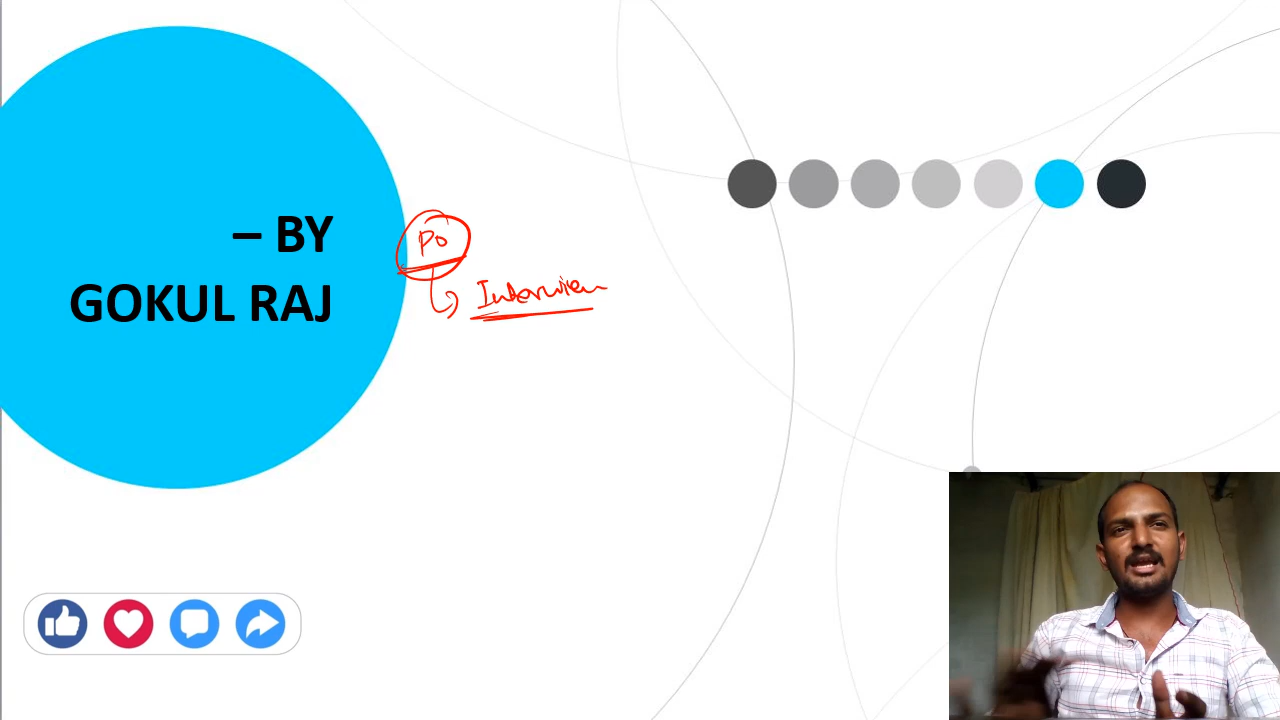 – BY
GOKUL RAJ
PO
Interview